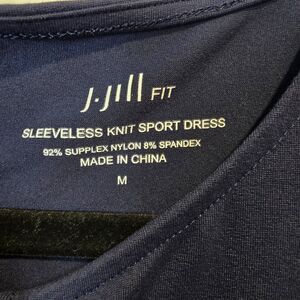 J.Jill FIT
SLEEVELESS KNIT SPORT DRESS
92% SUPPLEX NYLON 8% SPANDEX
MADE IN CHINA
M